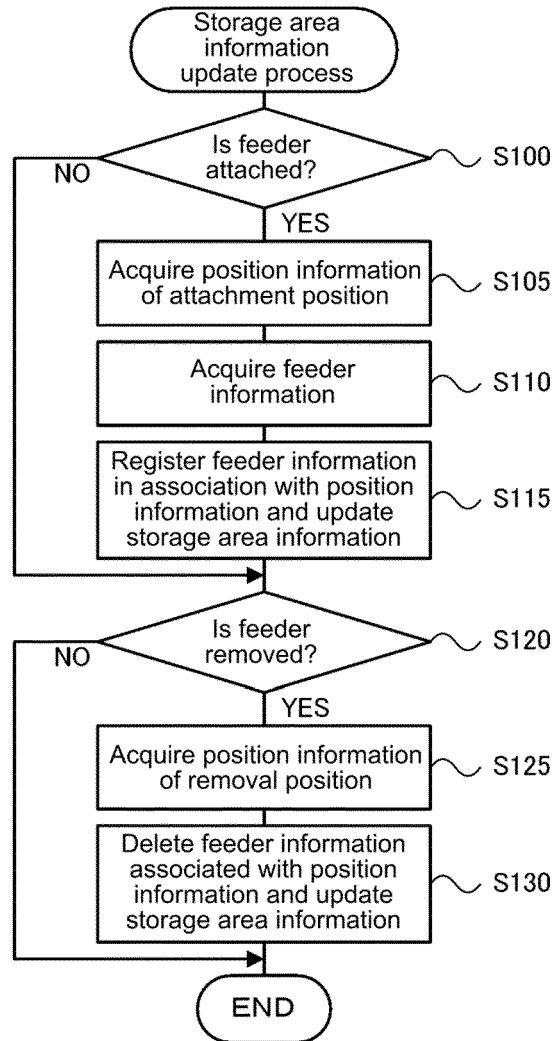 Storage area
information
update process
Is feeder
attached?
S100
NO
YES
Acquire position information
of attachment position
S105
Acquire feeder
information
S110
Register feeder information
in association with position
information and update
storage area information
S115
Is feeder
removed?
S120
NO
YES
Acquire position information
of removal position
S125
Delete feeder information
associated with position
information and update
storage area information
S130
END